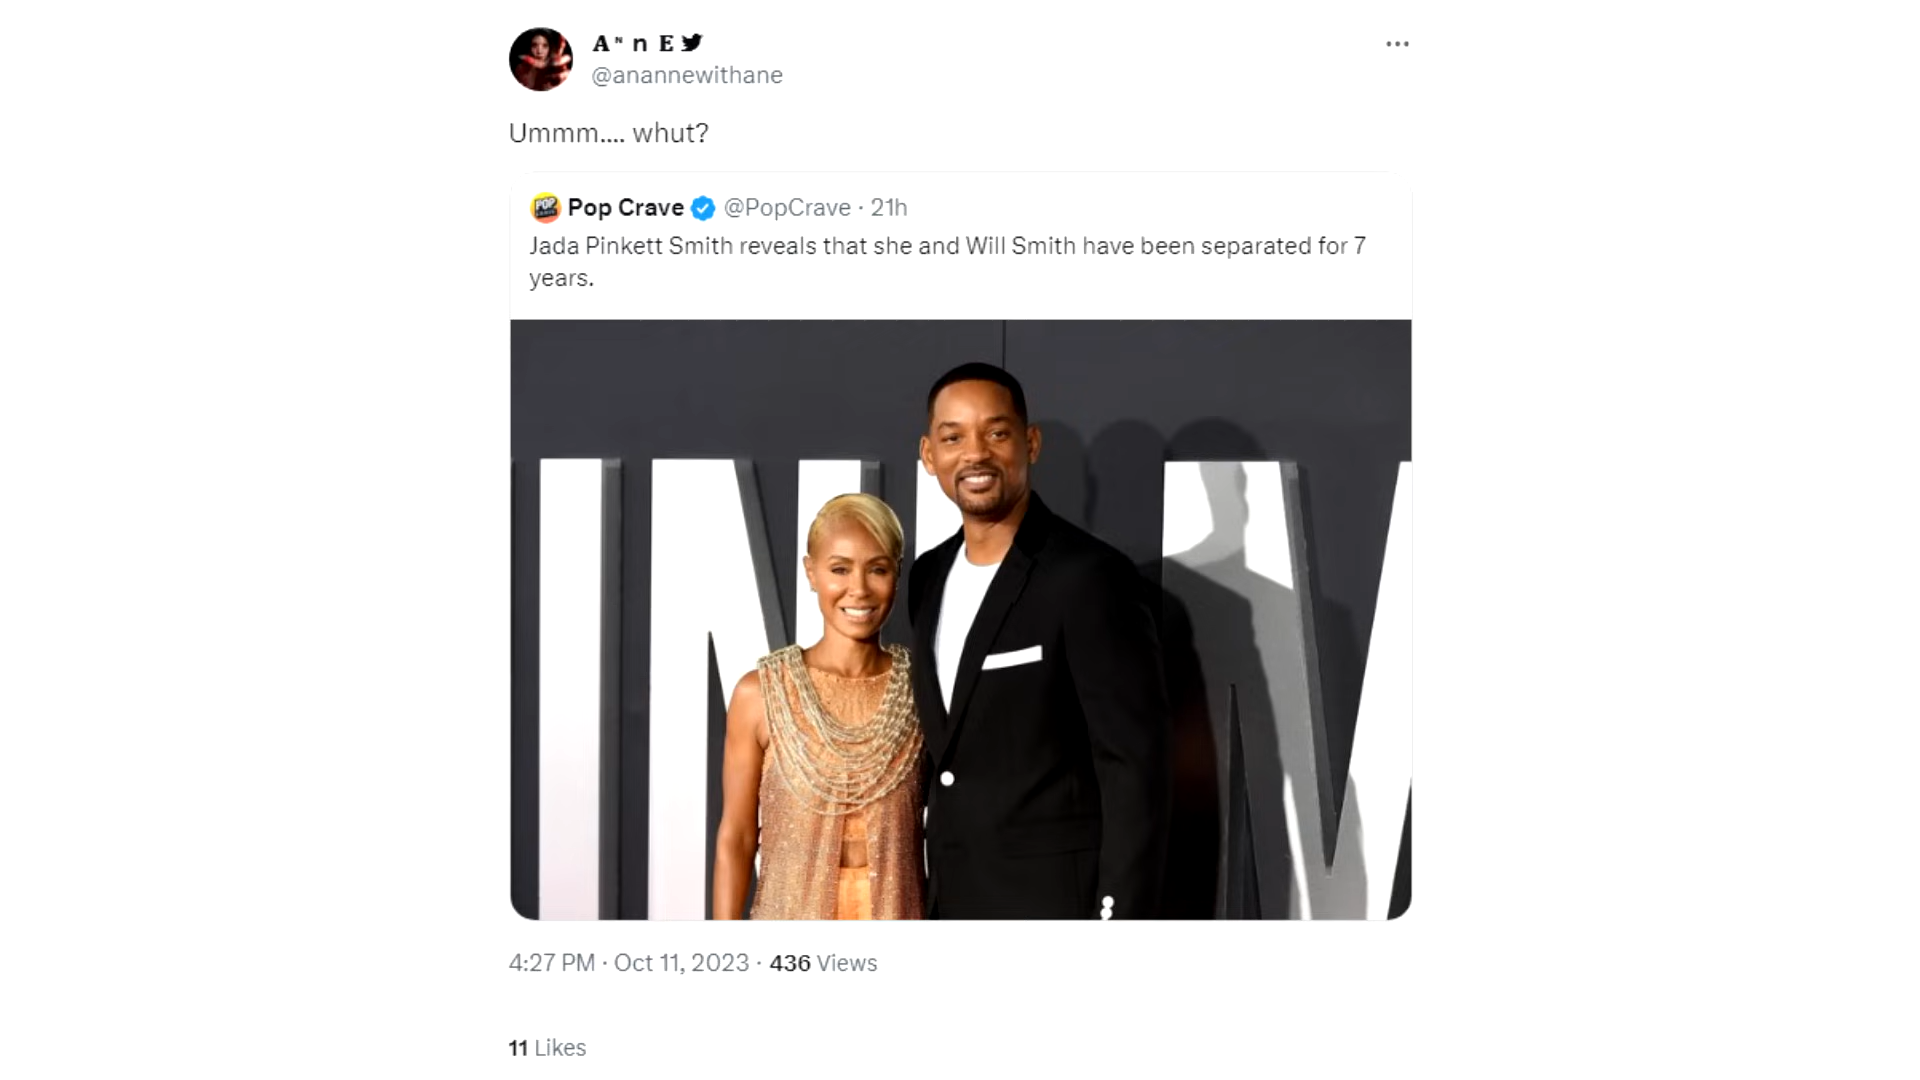 A ᴺ n E
@anannewithane
Ummm.... whut?
POP
Pop Crave @PopCrave · 21h
Jada Pinkett Smith reveals that she and Will Smith have been separated for 7
years.
4:27 PM · Oct 11, 2023 · 436 Views
11 Likes